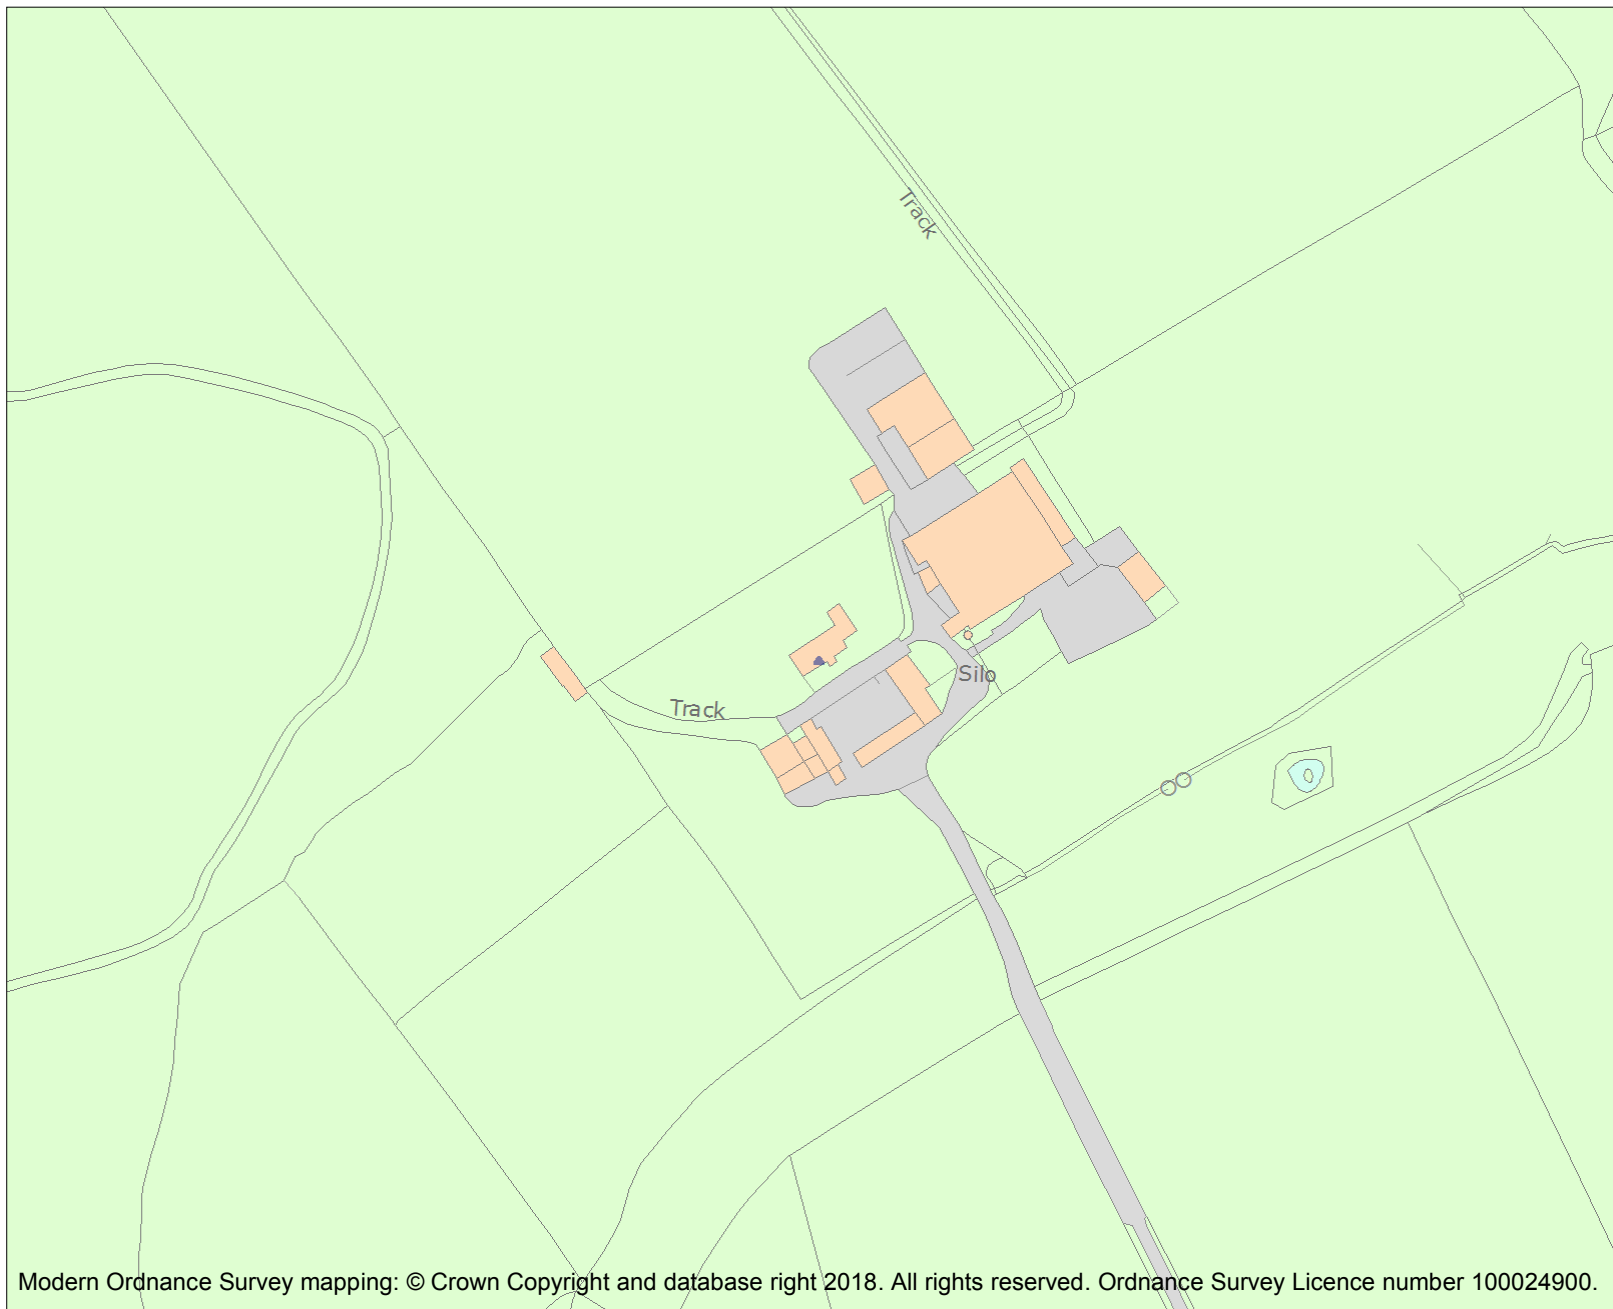 Track
Silo
Track
Modern Ordnance Survey mapping: © Crown Copyright and database right 2018. All rights reserved. Ordnance Survey Licence number 100024900.